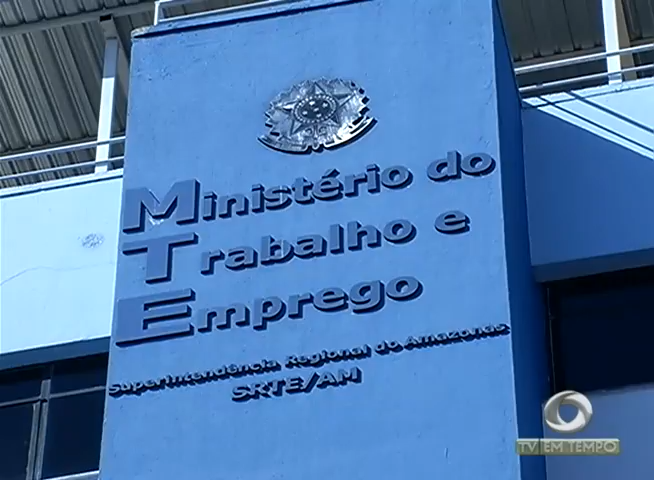 Ministério do
Trabalho e
Emprego
Superintendência Regional do Amazonas
SRTE/AM
TV EM TEMPO